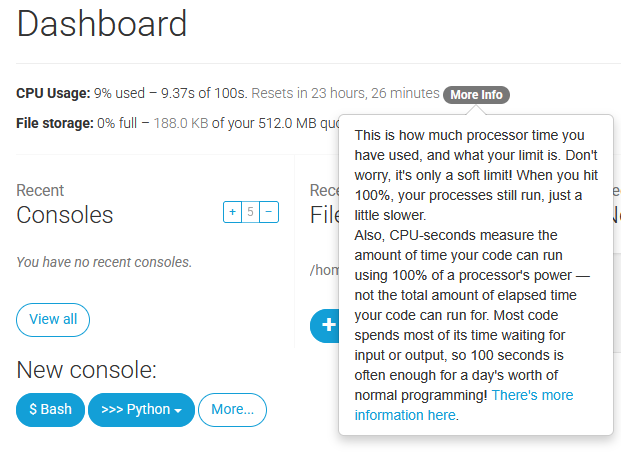 Dashboard
CPU Usage: 9% used – 9.37s of 100s. Resets in 23 hours, 26 minutes More Info
File storage: 0% full – 188.0 KB of your 512.0 MB
Recent
Consoles
+ 5 −
You have no recent consoles.
View all
New console:
$ Bash
>>> Python
More...
+
This is how much processor time you
have used, and what your limit is. Don't
worry, it's only a soft limit! When you hit
100%, your processes still run, just a
little slower.
Also, CPU-seconds measure the
amount of time your code can run
using 100% of a processor's power —
not the total amount of elapsed time
your code can run for. Most code
spends most of its time waiting for
input or output, so 100 seconds is
often enough for a day's worth of
normal programming! There's more
information here.